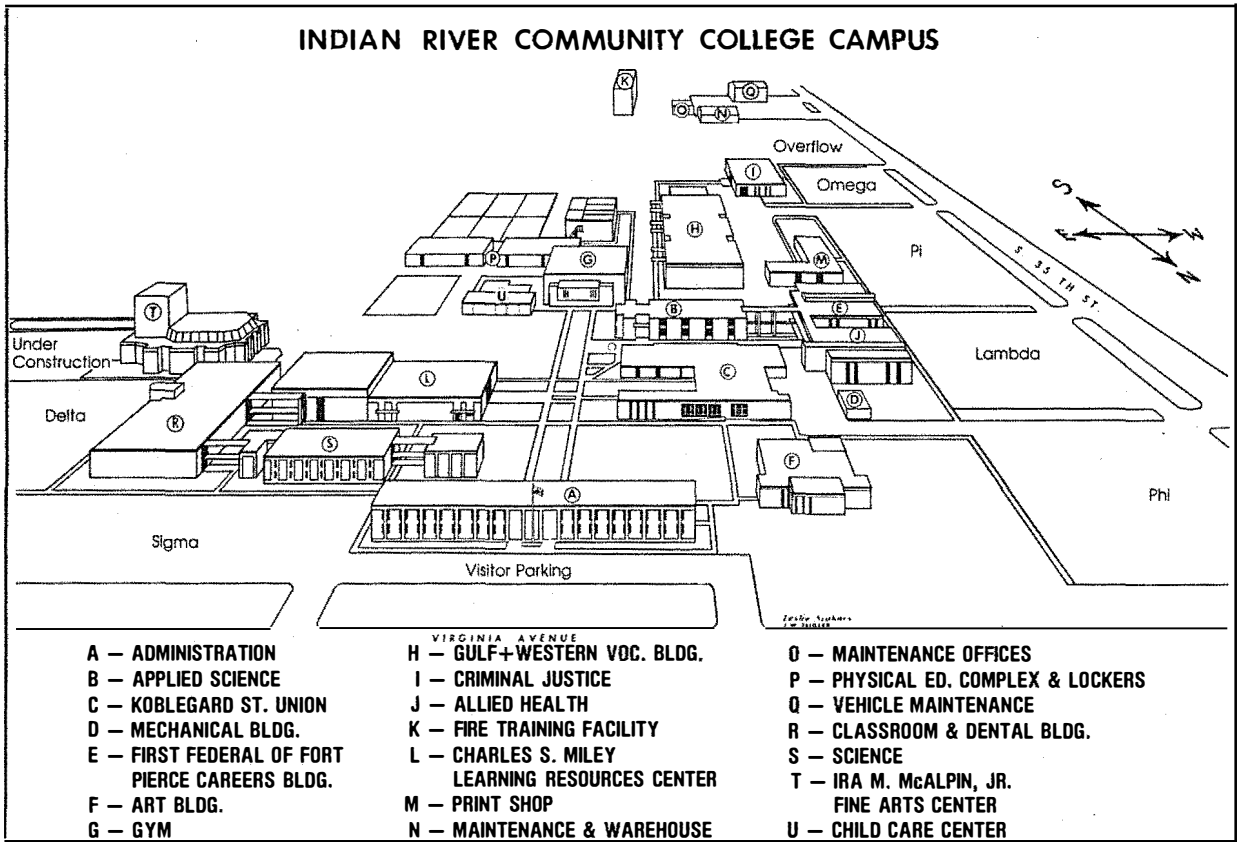 INDIAN RIVER COMMUNITY COLLEGE CAMPUS
K
Q
O
N
Overflow
I
Omega
S
E
W
N
H
Pi
S. 35 TH ST.
P
G
M
U
B
E
T
J
Under
Construction
Lambda
L
C
D
Delta
R
S
F
A
Phi
Sigma
Visitor Parking
VIRGINIA AVENUE
A – ADMINISTRATION
B – APPLIED SCIENCE
C – KOBLEGARD ST. UNION
D – MECHANICAL BLDG.
E – FIRST FEDERAL OF FORT
PIERCE CAREERS BLDG.
F – ART BLDG.
G – GYM
H – GULF+WESTERN VOC. BLDG.
I – CRIMINAL JUSTICE
J – ALLIED HEALTH
K – FIRE TRAINING FACILITY
L – CHARLES S. MILEY
LEARNING RESOURCES CENTER
M – PRINT SHOP
N – MAINTENANCE & WAREHOUSE
O – MAINTENANCE OFFICES
P – PHYSICAL ED. COMPLEX & LOCKERS
Q – VEHICLE MAINTENANCE
R – CLASSROOM & DENTAL BLDG.
S – SCIENCE
T – IRA M. McALPIN, JR.
FINE ARTS CENTER
U – CHILD CARE CENTER